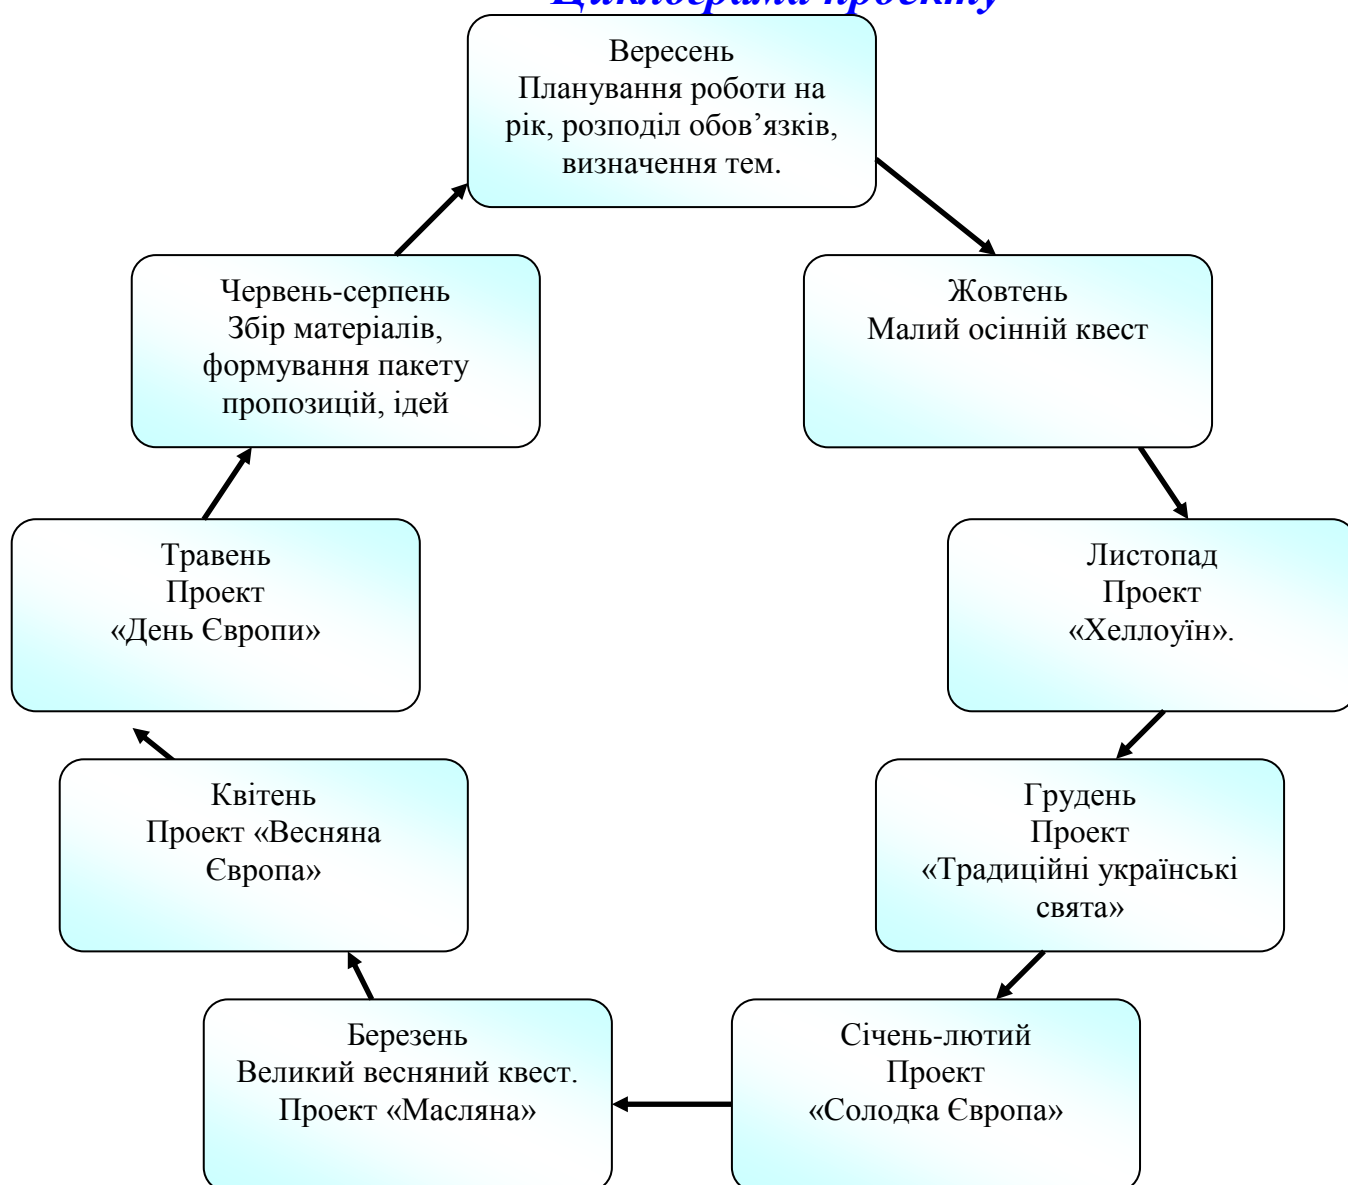 Циклограма проекту
Вересень
Планування роботи на
рік, розподіл обов’язків,
визначення тем.
Жовтень
Малий осінній квест
Листопад
Проект
«Хеллоуїн».
Грудень
Проект
«Традиційні українські
свята»
Січень-лютий
Проект
«Солодка Європа»
Березень
Великий весняний квест.
Проект «Масляна»
Квітень
Проект «Весняна
Європа»
Травень
Проект
«День Європи»
Червень-серпень
Збір матеріалів,
формування пакету
пропозицій, ідей